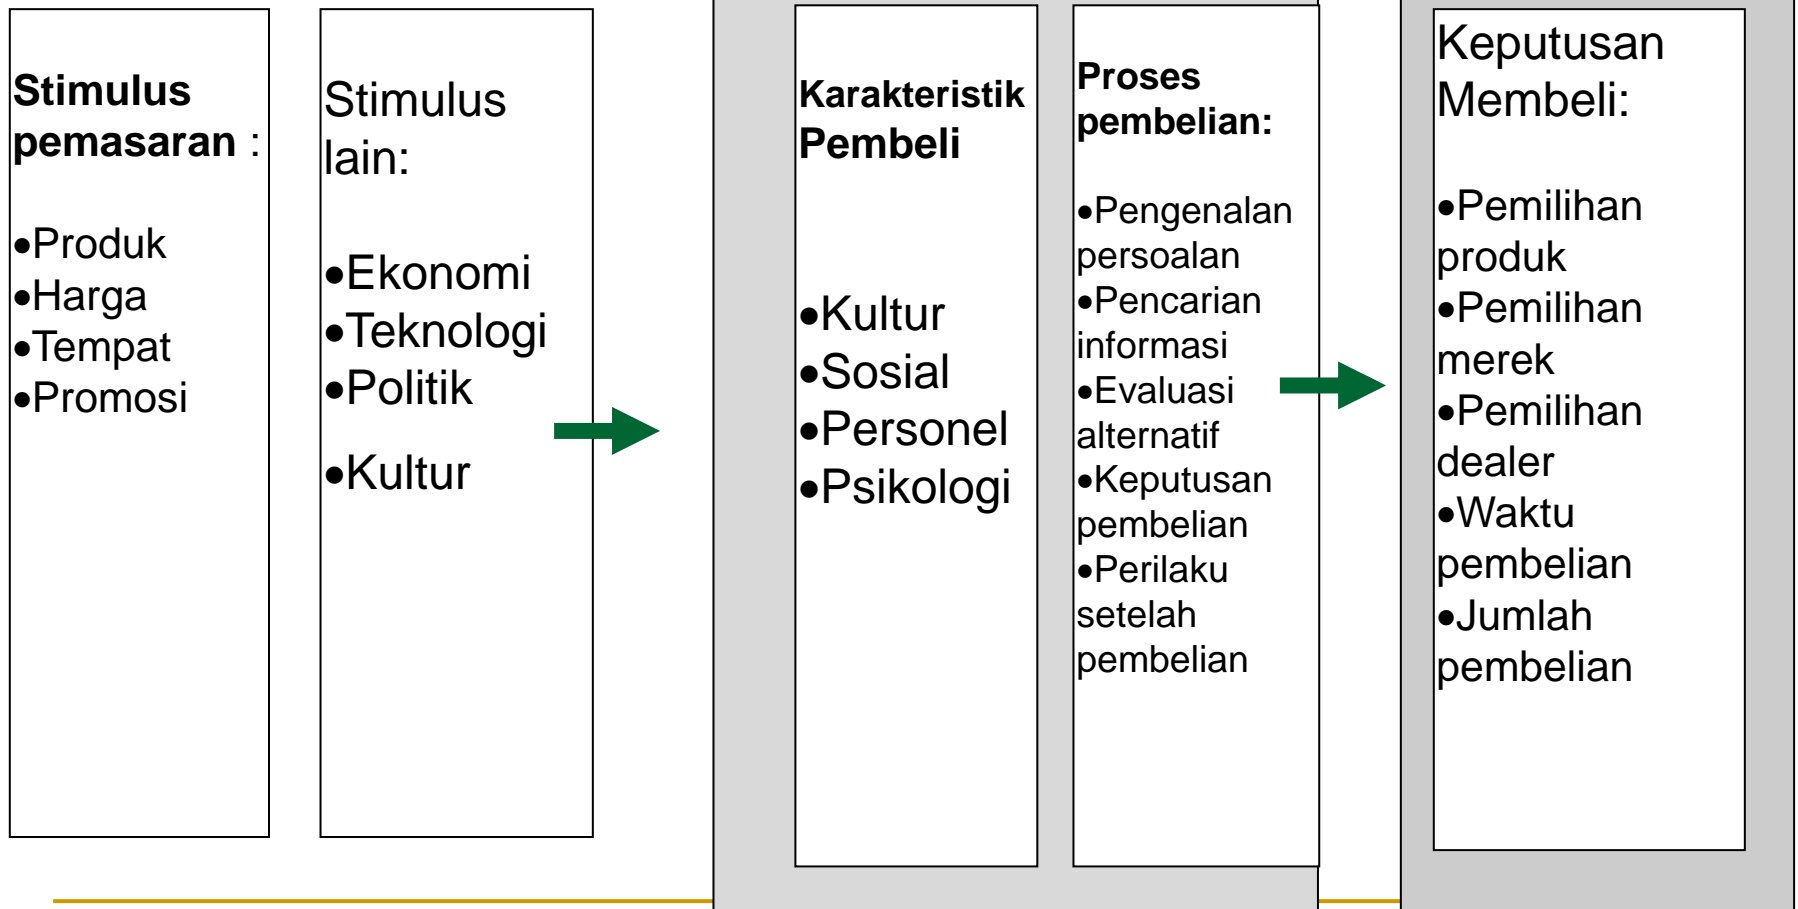 Stimulus
pemasaran :
•Produk
•Harga
•Tempat
•Promosi
Stimulus
lain:
•Ekonomi
•Teknologi
•Politik
•Kultur
Karakteristik
Pembeli
•Kultur
•Sosial
•Personel
•Psikologi
Proses
pembelian:
•Pengenalan
persoalan
•Pencarian
informasi
•Evaluasi
alternatif
•Keputusan
pembelian
•Perilaku
setelah
pembelian
Keputusan
Membeli:
•Pemilihan
produk
•Pemilihan
merek
•Pemilihan
dealer
•Waktu
pembelian
•Jumlah
pembelian